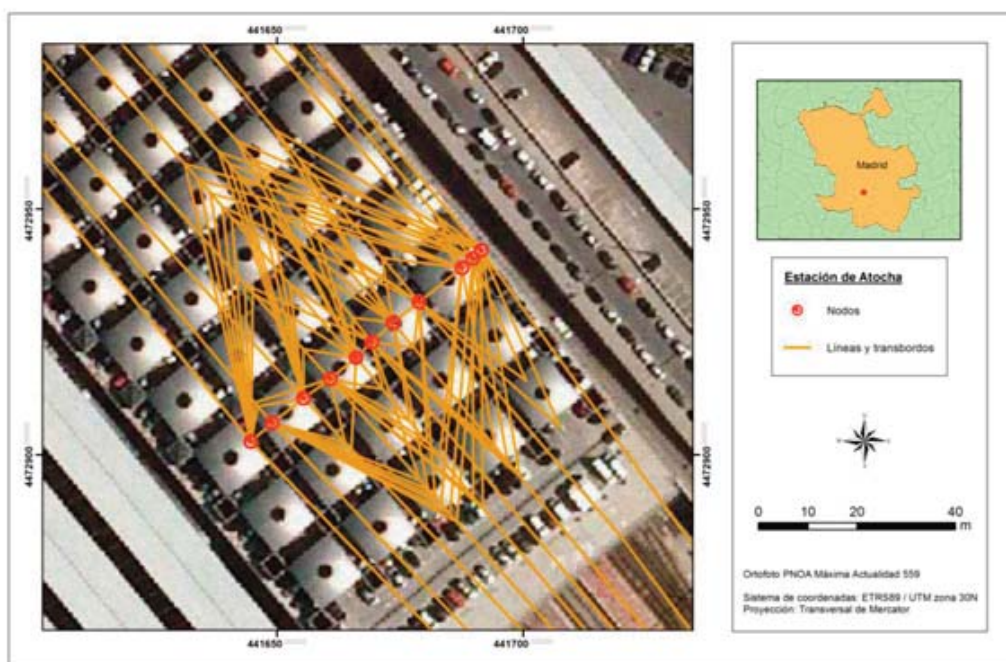 441650
441700
4472950
4472950
4472900
4472900
441650
441700
Madrid
Estación de Atocha
Nodos
Líneas y transbordos
0 10 20 40
m
Ortofoto PNOA Máxima Actualidad 559
Sistema de coordenadas: ETRS89 / UTM zona 30N
Proyección: Transversal de Mercator